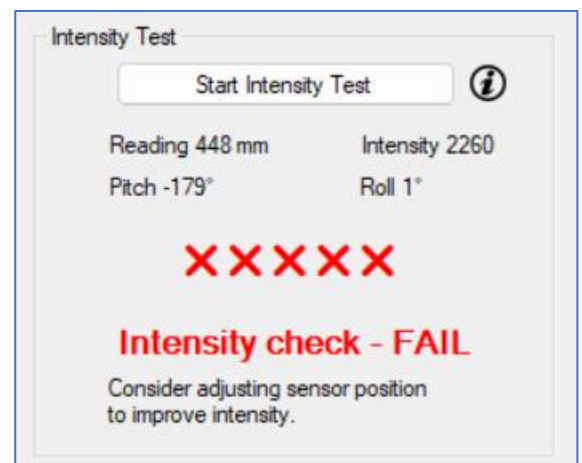 Intensity Test
Start Intensity Test
Reading 448 mm Intensity 2260
Pitch -179° Roll 1°
Intensity check - FAIL
Consider adjusting sensor position
to improve intensity.